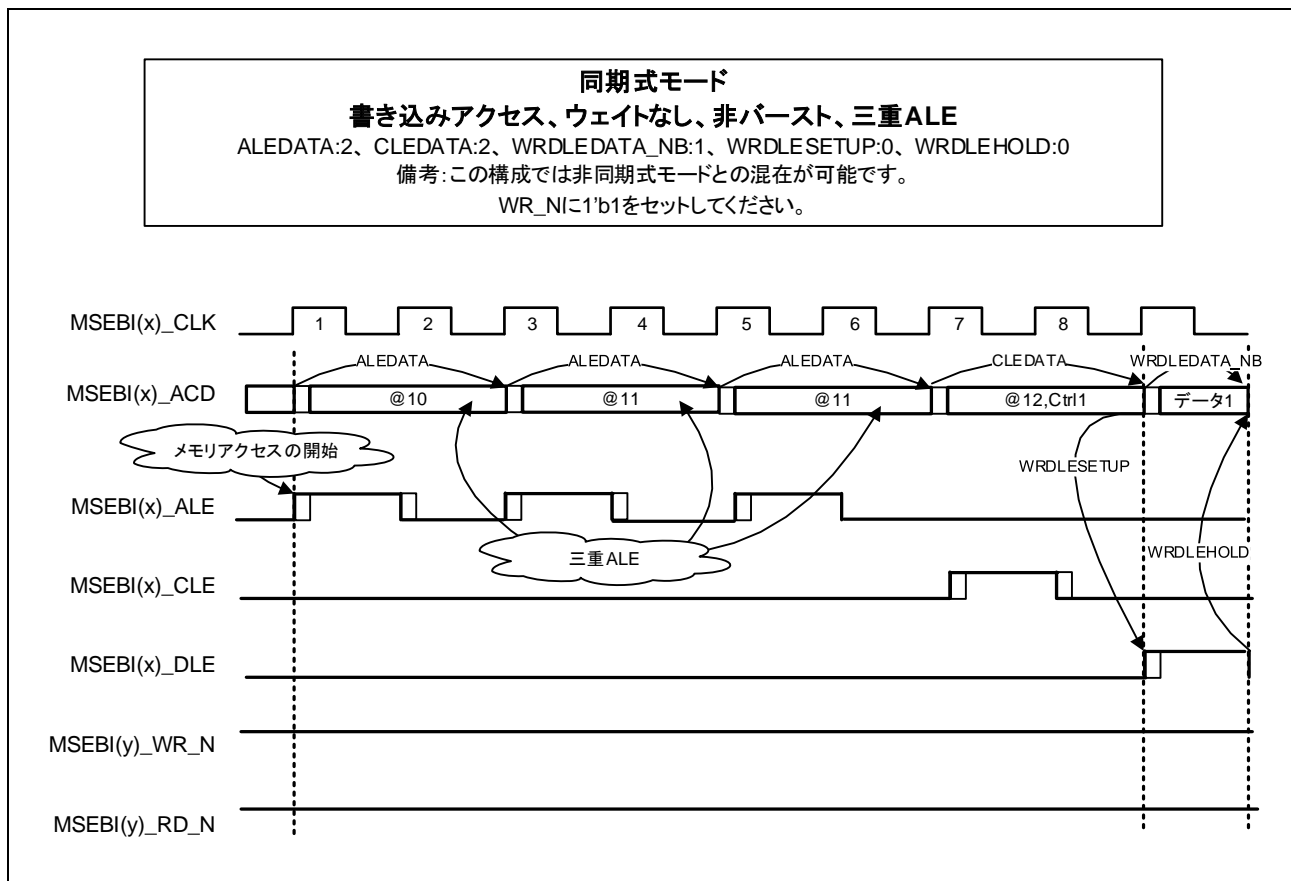 同期式モード
書き込みアクセス、ウェイトなし、非バースト、三重ALE
ALEDATA:2、CLEDATA:2、WRDLEDATA_NB:1、WRDLESETUP:0、WRDLEHOLD:0
備考:この構成では非同期式モードとの混在が可能です。
WR_Nに1'b1をセットしてください。
MSEBI(x)_CLK
1 2 3 4 5 6 7 8
ALEDATA ALEDATA ALEDATA CLEDATA WRDLEDATA_NB
MSEBI(x)_ACD
@10 @11 @11 @12,Ctrl1 データ1
メモリアクセスの開始
WRDLESETUP
MSEBI(x)_ALE
三重ALE
WRDLEHOLD
MSEBI(x)_CLE
MSEBI(x)_DLE
MSEBI(y)_WR_N
MSEBI(y)_RD_N